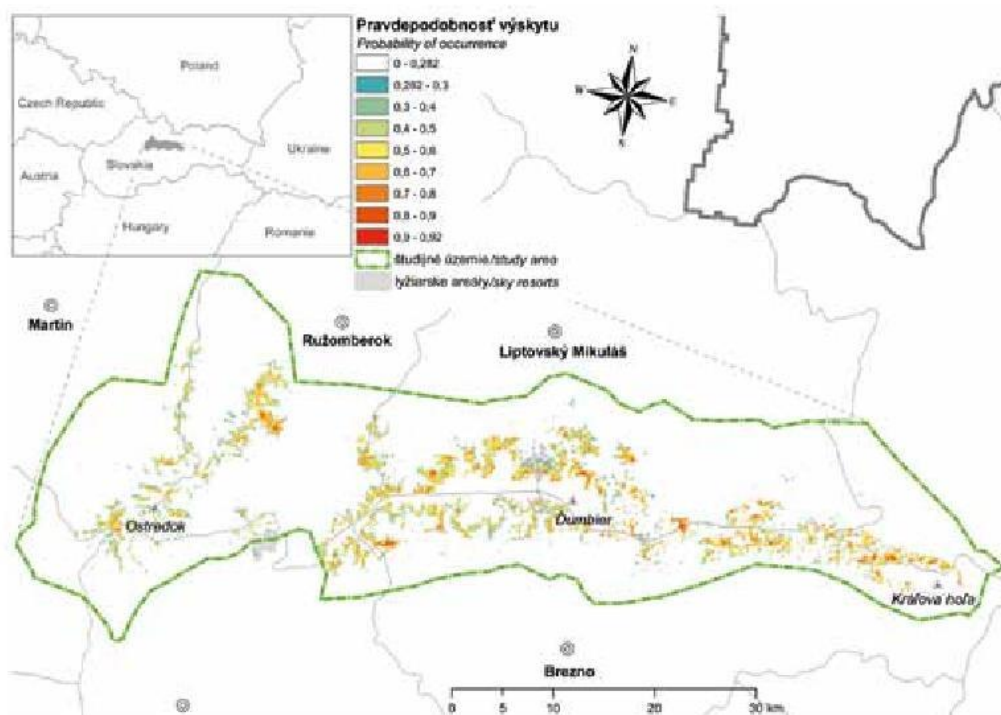 Poland
Czech Republic
Ukraine
Slovakia
Austria
Hungary
Romania
Pravdepodobnosť výskytu
Probability of occurrence
0 - 0,282
0,282 - 0,3
0,3 - 0,4
0,4 - 0,5
0,5 - 0,6
0,6 - 0,7
0,7 - 0,8
0,8 - 0,9
0,9 - 0,92
študijné územie/study area
lyžiarske areály/sky resorts
N
W
E
S
Martin
Ružomberok
Liptovský Mikuláš
Ostredok
Ďumbier
Kráľova hoľa
Brezno
0 5 10 20 30 km